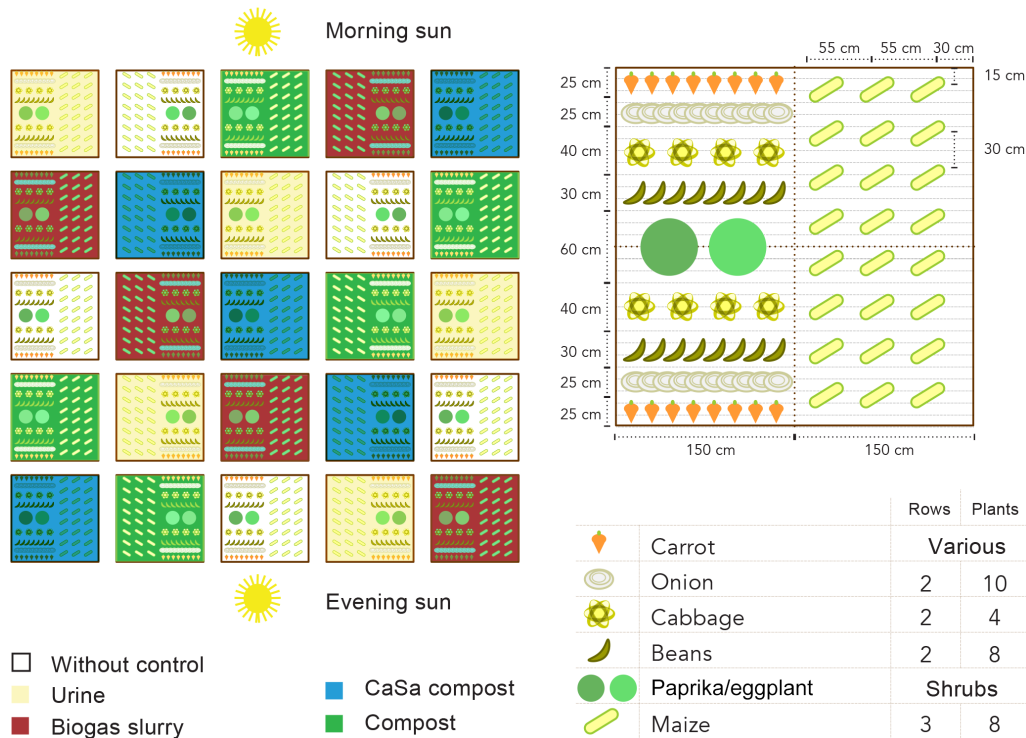 Morning sun
Evening sun
Without control
Urine
Biogas slurry
CaSa compost
Compost
55 cm 55 cm 30 cm
15 cm
30 cm
25 cm
25 cm
40 cm
30 cm
60 cm
40 cm
30 cm
25 cm
25 cm
150 cm 150 cm
Rows Plants
Carrot Various
Onion 2 10
Cabbage 2 4
Beans 2 8
Paprika/eggplant Shrubs
Maize 3 8